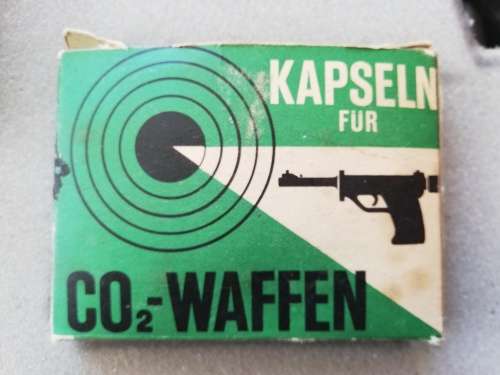 KAPSELN
FÜR
CO₂-WAFFEN